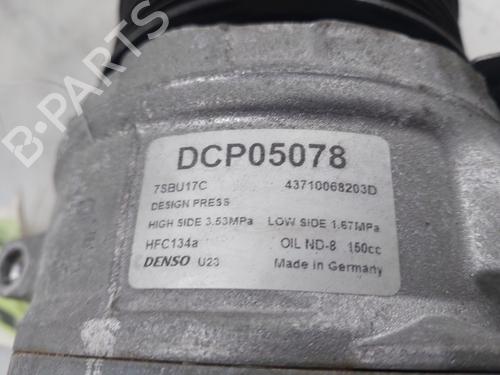 DCP05078
7SBU17C 43710068203D
DESIGN PRESS
HIGH SIDE 3.53MPa LOW SIDE 1.67MPa
HFC134a OIL ND-8 150cc
DENSO U23 Made in Germany
B-PARTS